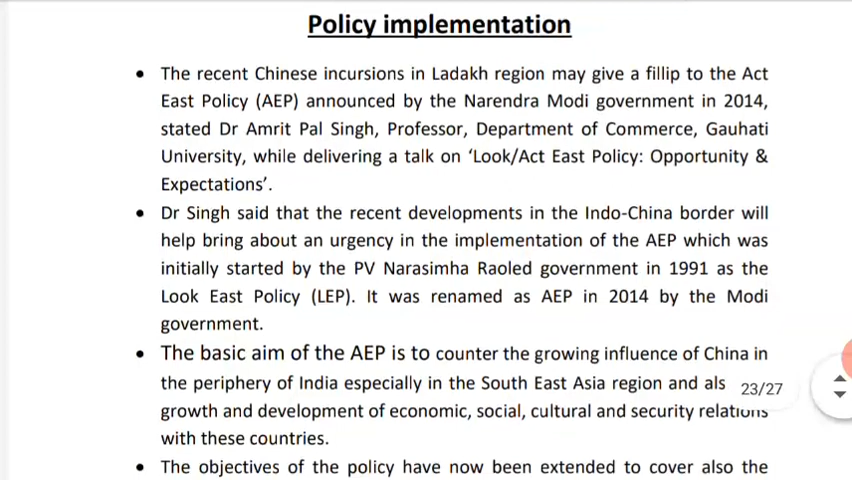 Policy implementation
• The recent Chinese incursions in Ladakh region may give a fillip to the Act
East Policy (AEP) announced by the Narendra Modi government in 2014,
stated Dr Amrit Pal Singh, Professor, Department of Commerce, Gauhati
University, while delivering a talk on ‘Look/Act East Policy: Opportunity &
Expectations’.
• Dr Singh said that the recent developments in the Indo-China border will
help bring about an urgency in the implementation of the AEP which was
initially started by the PV Narasimha Raoled government in 1991 as the
Look East Policy (LEP). It was renamed as AEP in 2014 by the Modi
government.
• The basic aim of the AEP is to counter the growing influence of China in
the periphery of India especially in the South East Asia region and als
23/27
growth and development of economic, social, cultural and security relations
with these countries.
• The objectives of the policy have now been extended to cover also the